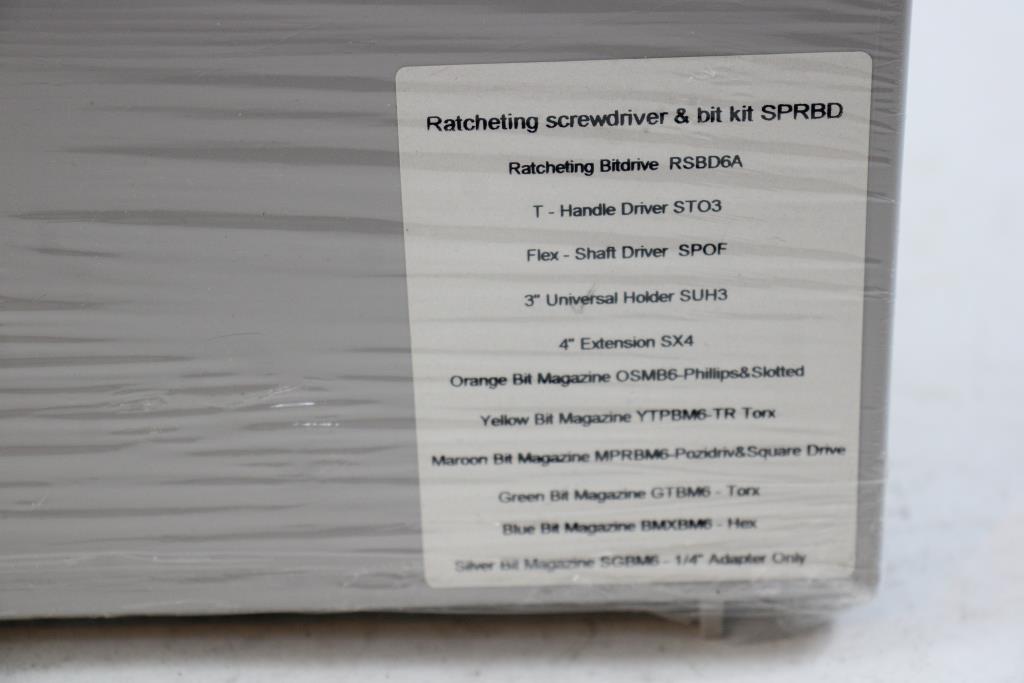 Ratcheting screwdriver & bit kit SPRBD
Ratcheting Bitdrive RSBD6A
T - Handle Driver STO3
Flex - Shaft Driver SPOF
3" Universal Holder SUH3
4" Extension SX4
Orange Bit Magazine OSMB6-Phillips&Slotted
Yellow Bit Magazine YTPBM6-TR Torx
Maroon Bit Magazine MPRBM6-Pozidriv&Square Drive
Green Bit Magazine GTBM6 - Torx
Blue Bit Magazine BMXBM6 - Hex
Silver Bit Magazine SGBM6 - 1/4" Adapter Only